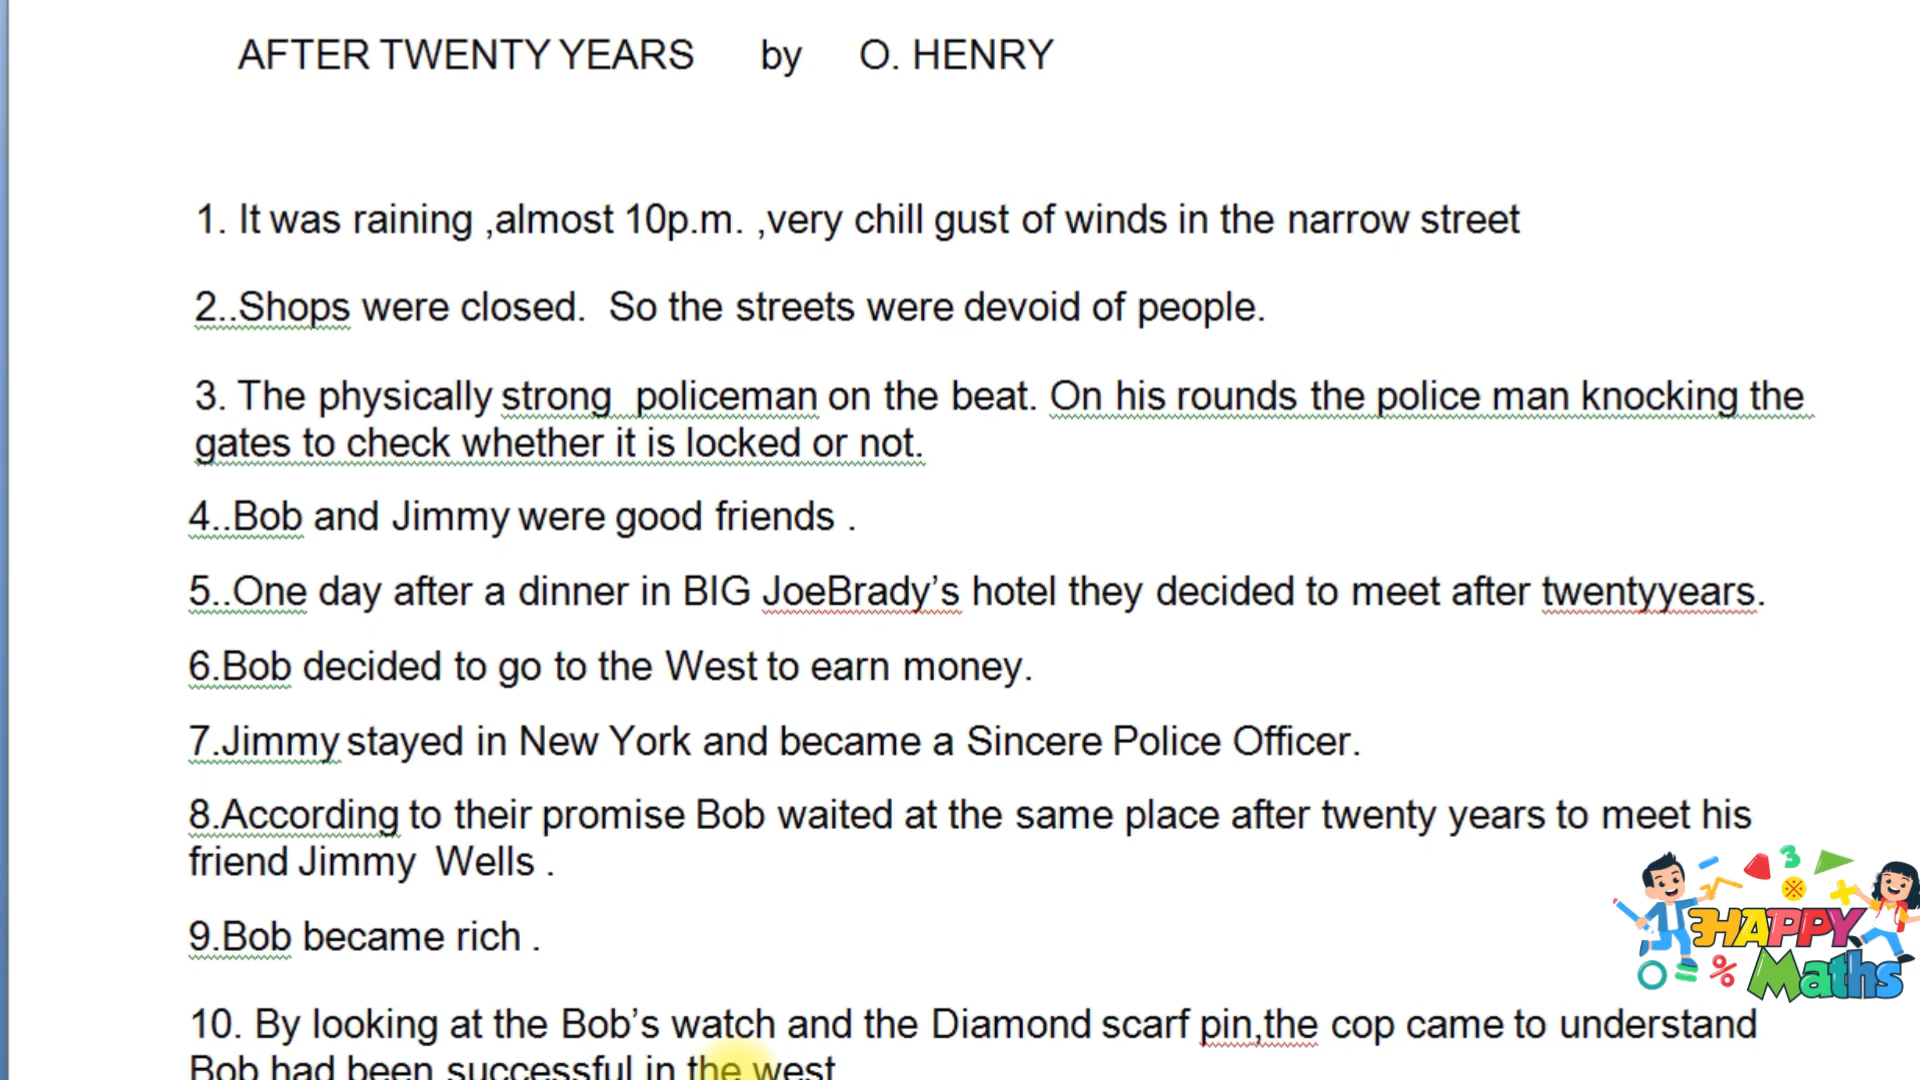 AFTER TWENTY YEARS by O. HENRY
1. It was raining ,almost 10p.m. ,very chill gust of winds in the narrow street
2..Shops were closed. So the streets were devoid of people.
3. The physically strong policeman on the beat. On his rounds the police man knocking the
gates to check whether it is locked or not.
4..Bob and Jimmy were good friends .
5..One day after a dinner in BIG JoeBrady’s hotel they decided to meet after twentyyears.
6.Bob decided to go to the West to earn money.
7.Jimmy stayed in New York and became a Sincere Police Officer.
8.According to their promise Bob waited at the same place after twenty years to meet his
friend Jimmy Wells .
9.Bob became rich .
10. By looking at the Bob’s watch and the Diamond scarf pin,the cop came to understand
Bob had been successful in the west
3
HAPPY
Maths
%